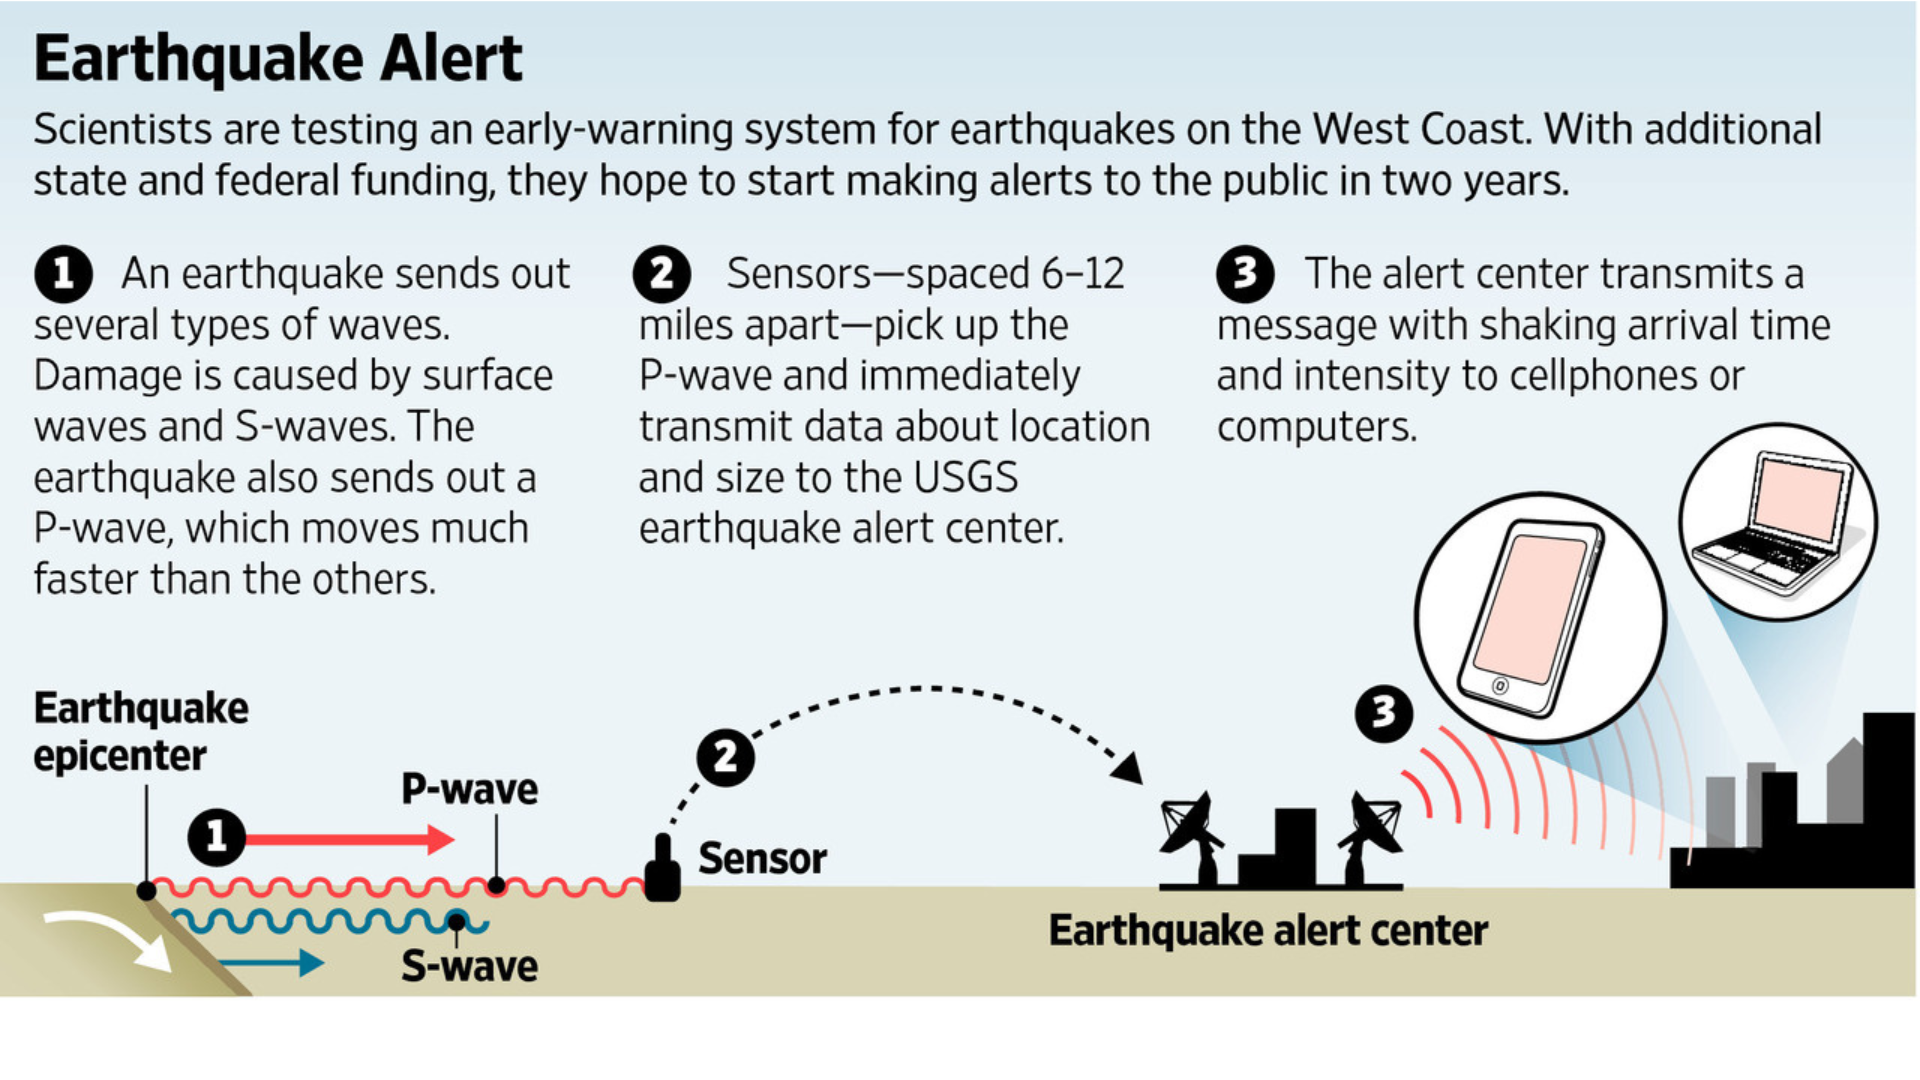 Earthquake Alert
Scientists are testing an early-warning system for earthquakes on the West Coast. With additional
state and federal funding, they hope to start making alerts to the public in two years.
1 An earthquake sends out
several types of waves.
Damage is caused by surface
waves and S-waves. The
earthquake also sends out a
P-wave, which moves much
faster than the others.
2 Sensors—spaced 6–12
miles apart—pick up the
P-wave and immediately
transmit data about location
and size to the USGS
earthquake alert center.
3 The alert center transmits a
message with shaking arrival time
and intensity to cellphones or
computers.
Earthquake
epicenter
1
P-wave
S-wave
2
Sensor
Earthquake alert center
3